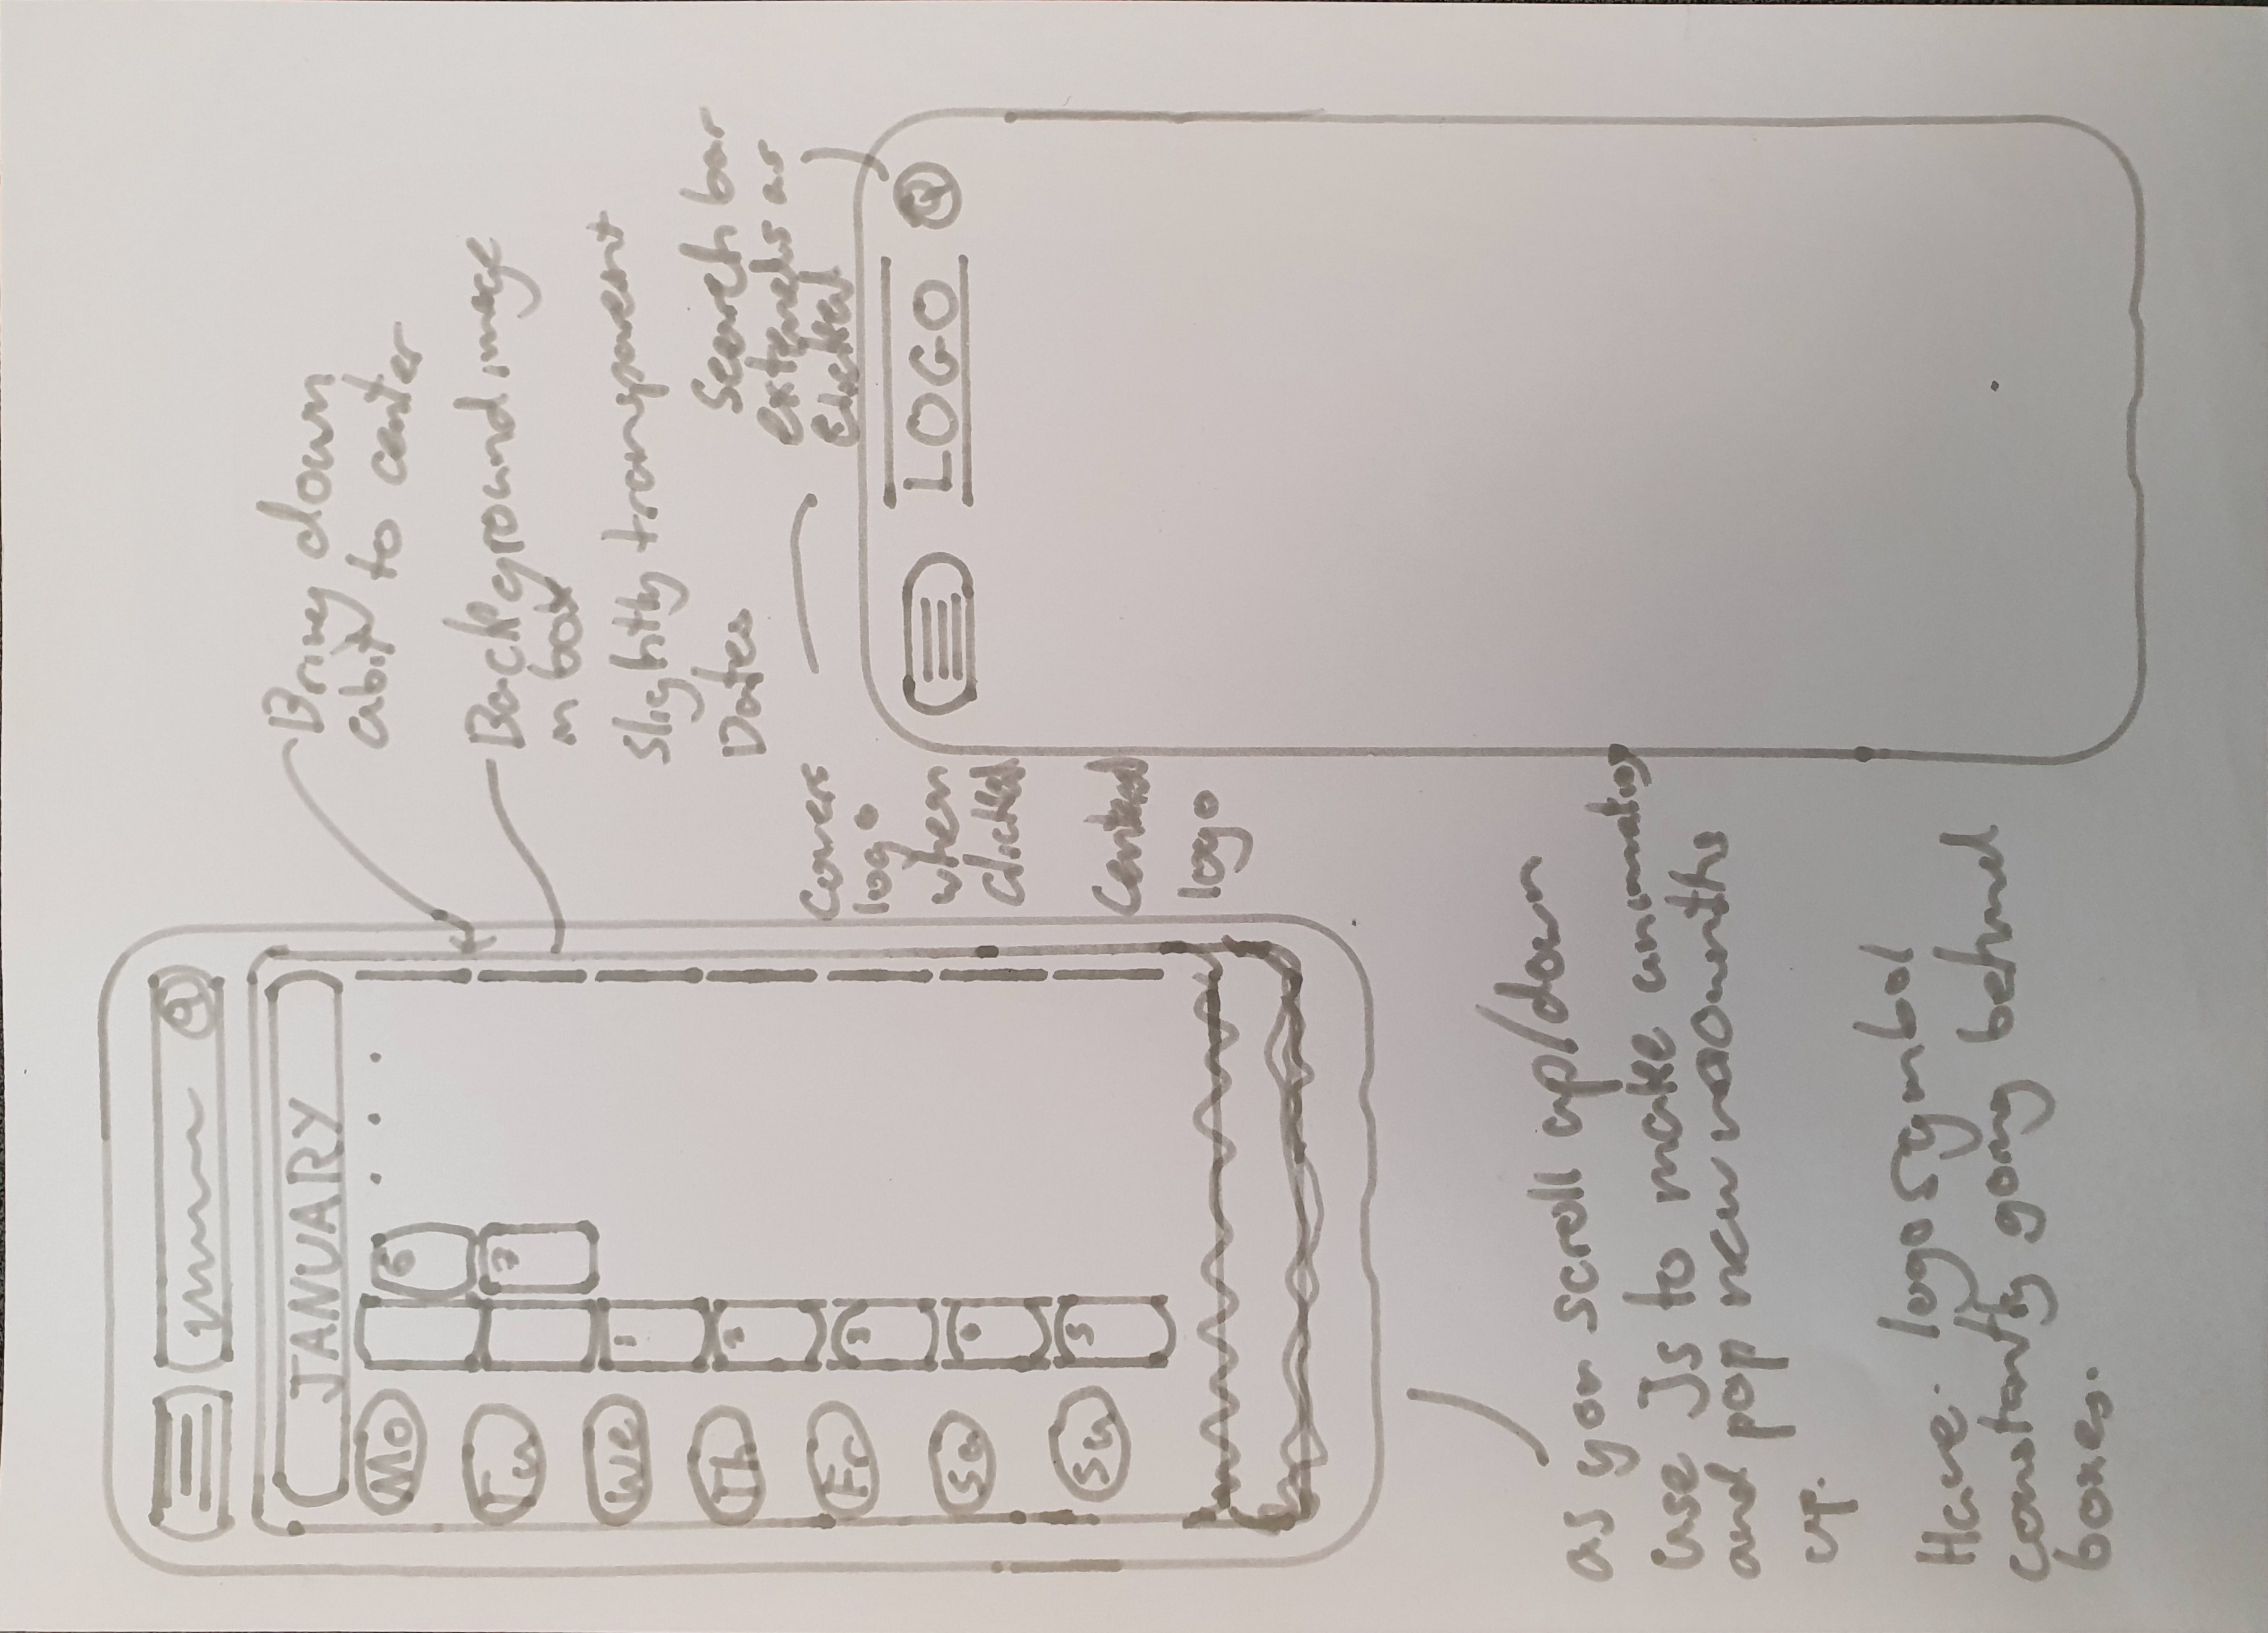 JANUARY
Mo
6
Tu
7
We
1
Th
2
Fr
3
Sa
Su
5
Bring down
abit to center
Background image
in box
Slightly transparent
Dates
Search bar
extends as
clicked
Covers
logo
when
clicked
Centered
logo
LOGO
as you scroll up/down
use Js to make animation
and pop new months
up.
Have logo symbol
constantly going behind
boxes.